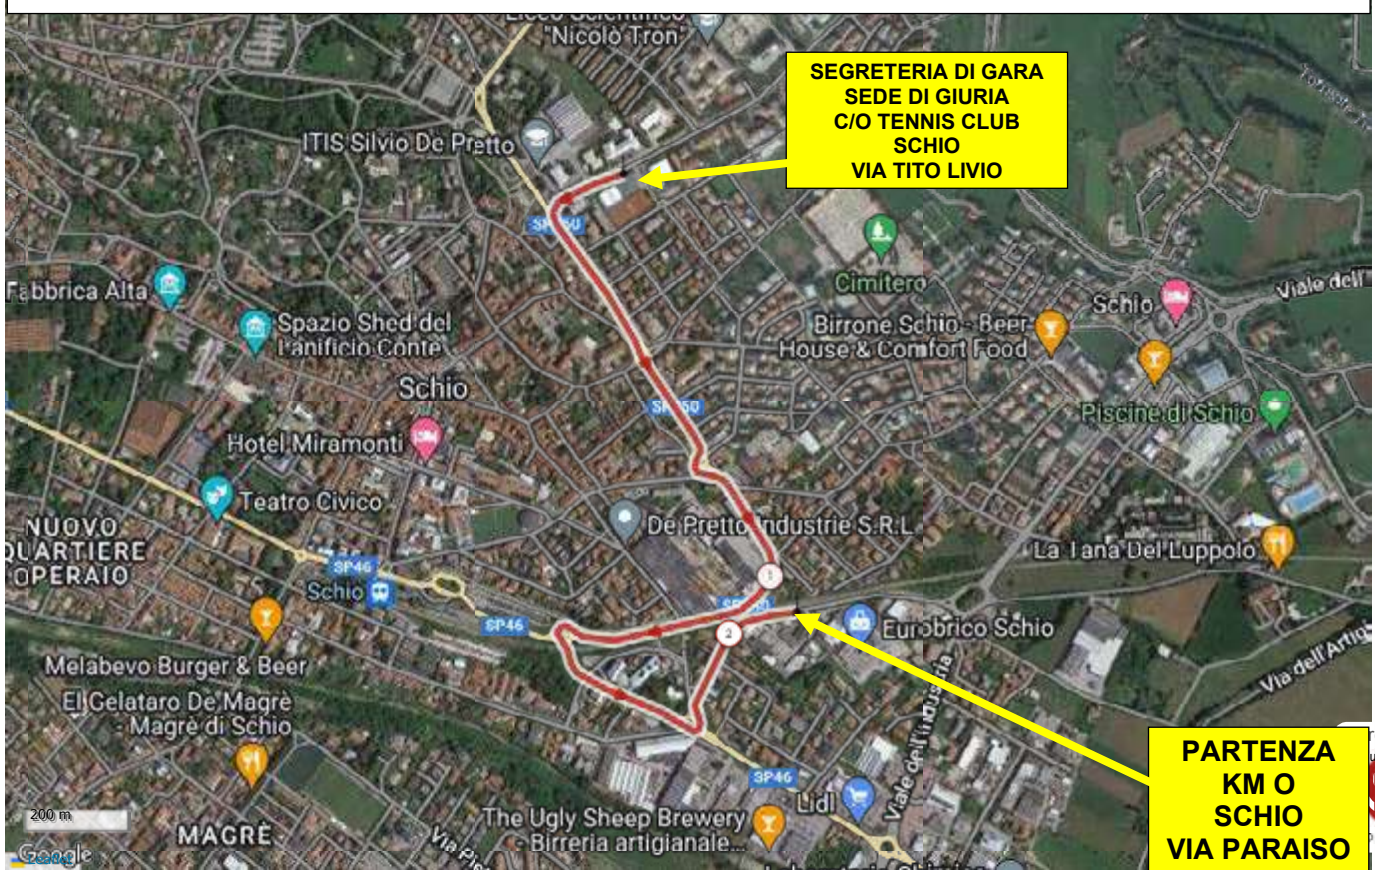 "Nicolò Tron"
SEGRETERIA DI GARA
SEDE DI GIURIA
C/O TENNIS CLUB
SCHIO
VIA TITO LIVIO
ITIS Silvio De Pretto
Cimitero
Fabbrica Alta
Spazio Shed del
Lanificio Conte
Schio
Viale dell'
Birrone Schio - Beer
House & Comfort Food
Schio
Piscine di Schio
Hotel Miramonti
Teatro Civico
De Pretto Industrie S.R.L
La Tana Del Luppolo
NUOVO
QUARTIERE
OPERAIO
SP46
Schio
1
SP46
2
Eurobrico Schio
Melabevo Burger & Beer
El Gelataro De Magrè
- Magrè di Schio
Via dell'Artig
Viale dell'industria
PARTENZA
KM O
SCHIO
VIA PARAISO
SP46
Lidl
200 m
The Ugly Sheep Brewery
- Birreria artigianale...
MAGRÈ
Google